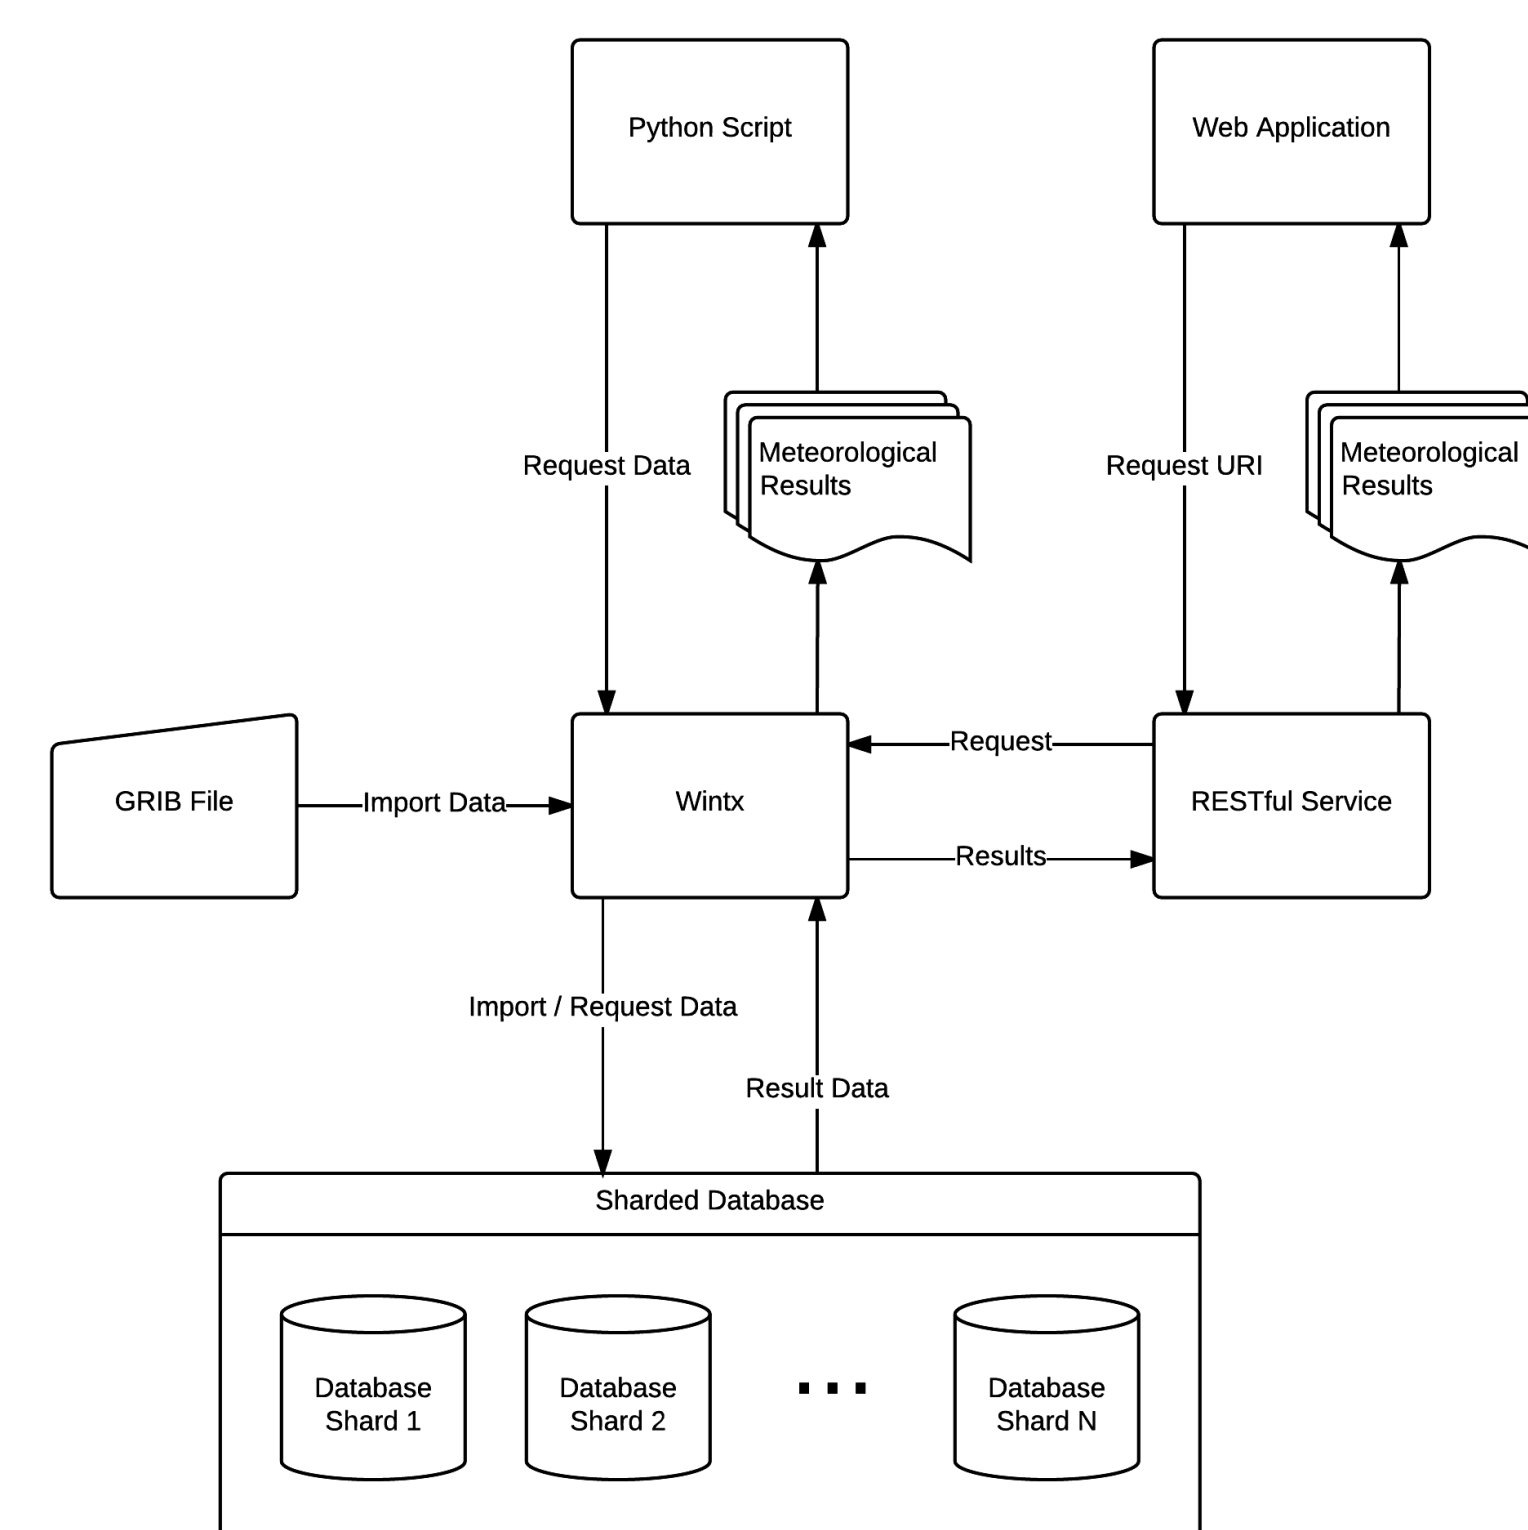 Python Script
Web Application
Meteorological
Results
Meteorological
Results
Request Data
Request URI
Request
GRIB File
Import Data
Wintx
RESTful Service
Results
Import / Request Data
Result Data
Sharded Database
Database
Shard 1
Database
Shard 2
...
Database
Shard N